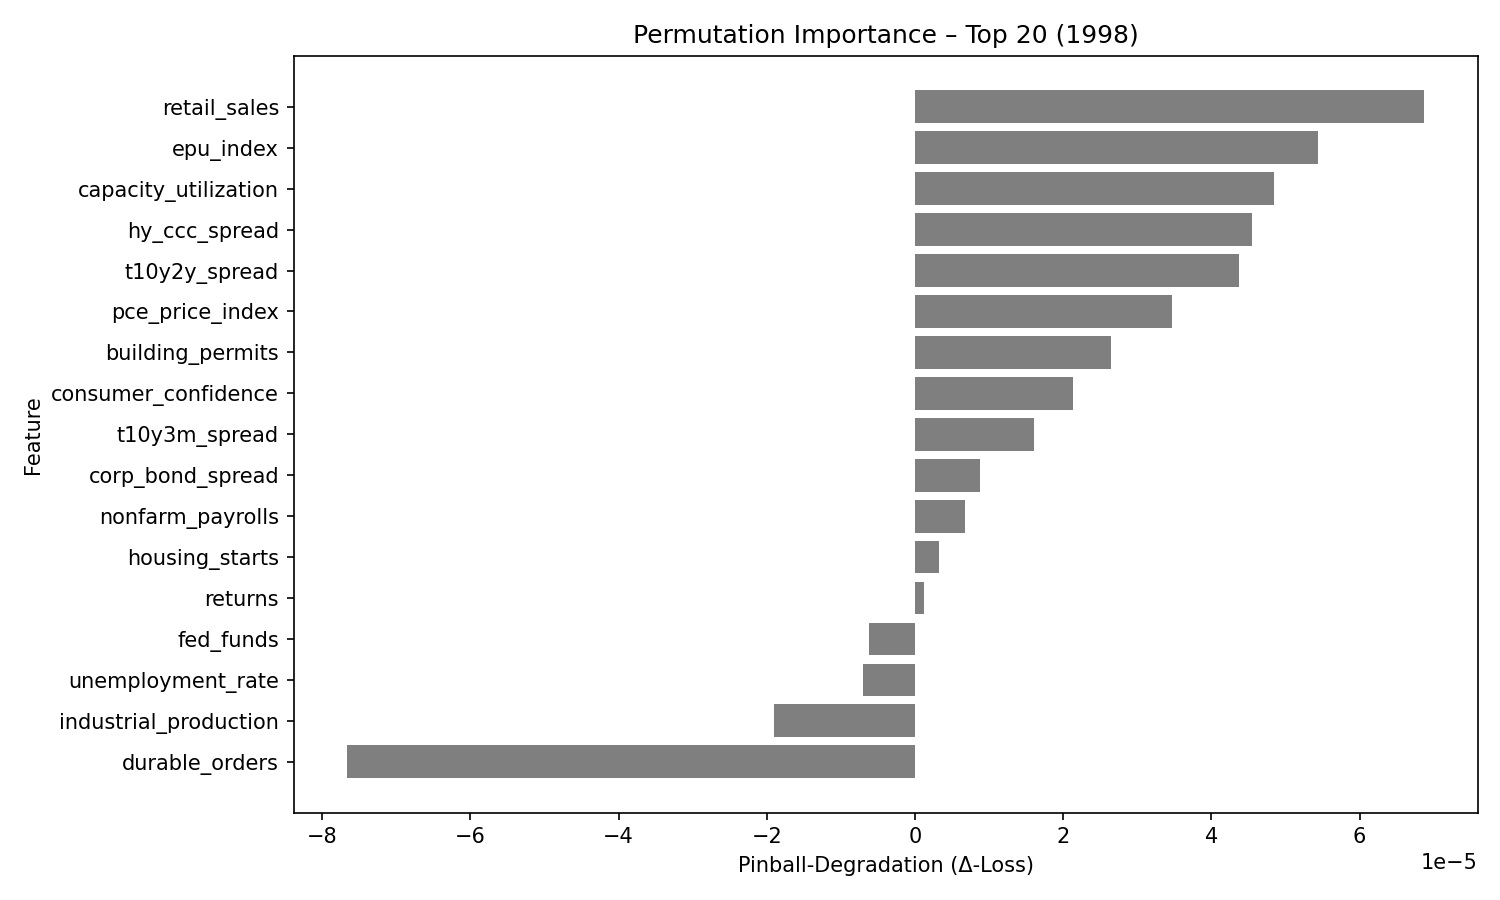 Permutation Importance – Top 20 (1998)
retail_sales
epu_index
capacity_utilization
hy_ccc_spread
t10y2y_spread
pce_price_index
building_permits
consumer_confidence
t10y3m_spread
corp_bond_spread
nonfarm_payrolls
housing_starts
returns
fed_funds
unemployment_rate
industrial_production
durable_orders
Feature
−8 −6 −4 −2 0 2 4 6
1e−5
Pinball-Degradation (Δ-Loss)